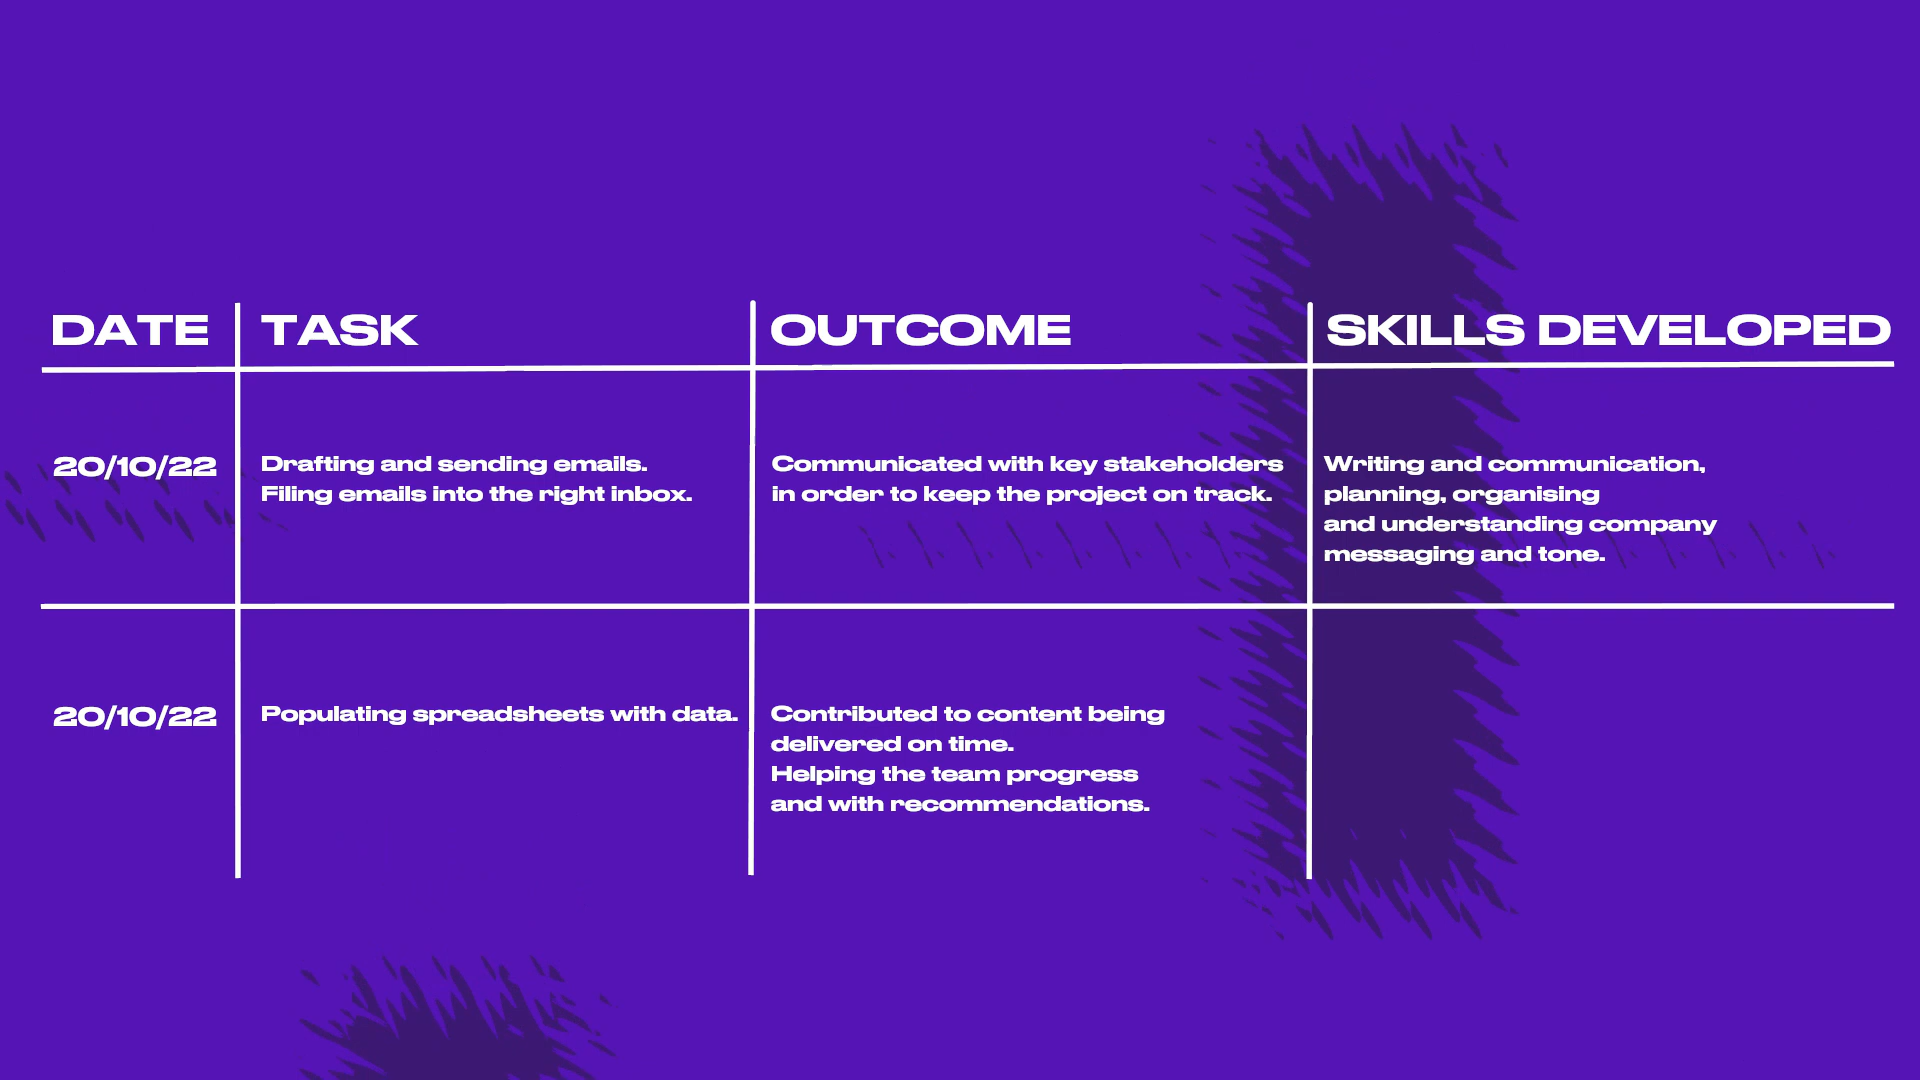 DATE TASK OUTCOME SKILLS DEVELOPED
20/10/22
Drafting and sending emails.
Filing emails into the right inbox.
Communicated with key stakeholders
in order to keep the project on track.
Writing and communication,
planning, organising
and understanding company
messaging and tone.
20/10/22
Populating spreadsheets with data.
Contributed to content being
delivered on time.
Helping the team progress
and with recommendations.